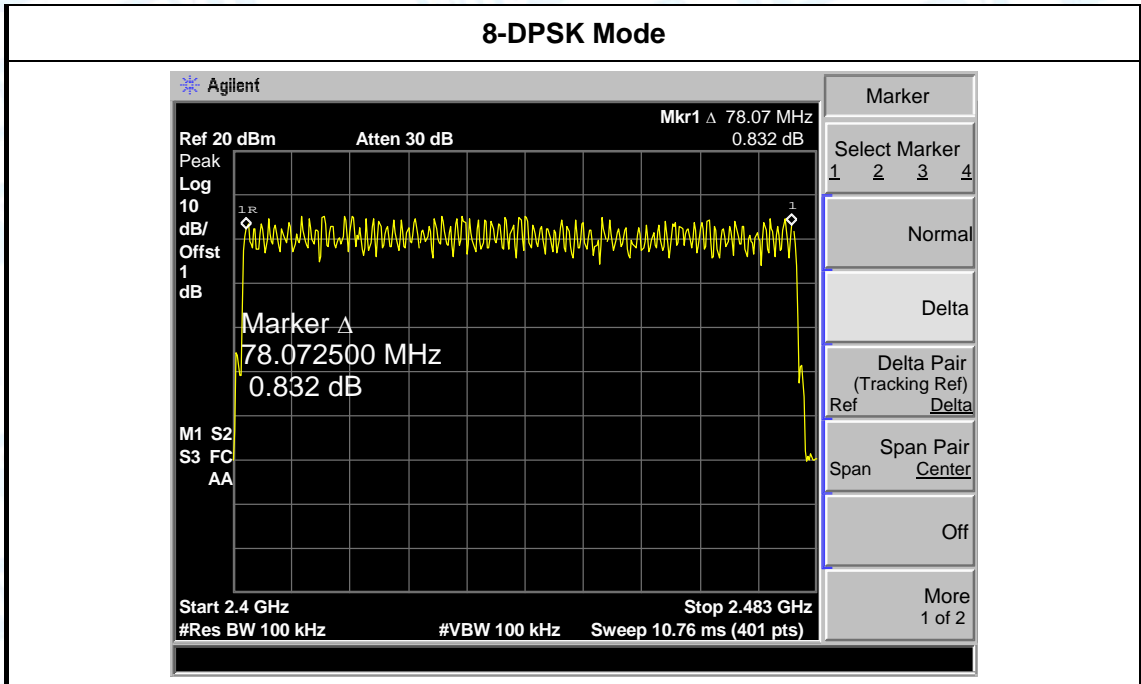 8-DPSK Mode
Agilent
Mkr1 Δ 78.07 MHz
Ref 20 dBm Atten 30 dB 0.832 dB
Peak
Log
10
dB/
Offst
1
dB
1R
1
Marker Δ
78.072500 MHz
0.832 dB
M1 S2
S3 FC
AA
Start 2.4 GHz Stop 2.483 GHz
#Res BW 100 kHz #VBW 100 kHz Sweep 10.76 ms (401 pts)
Marker
Select Marker
1 2 3 4
Normal
Delta
Delta Pair
(Tracking Ref)
Ref Delta
Span Pair
Span Center
Off
More
1 of 2